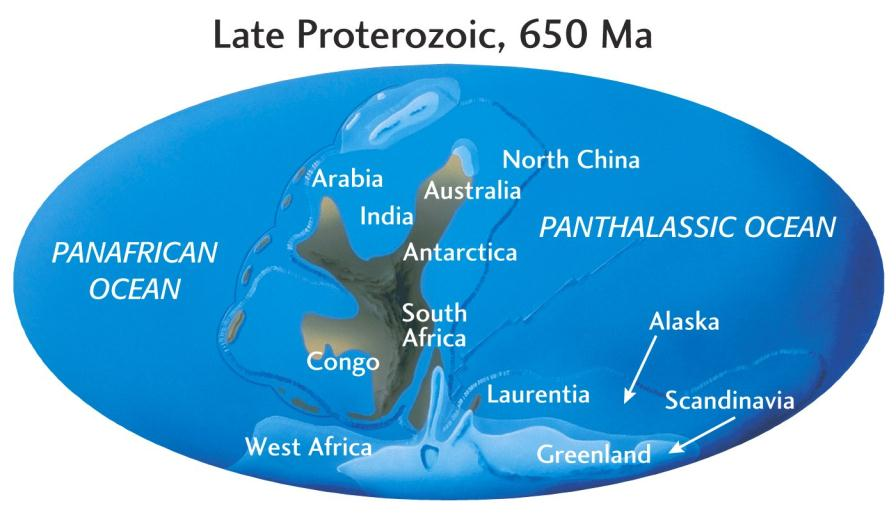 Late Proterozoic, 650 Ma
North China
Arabia
Australia
India
PANTHALASSIC OCEAN
PANAFRICAN
OCEAN
Antarctica
South
Africa
Alaska
Congo
Laurentia
Scandinavia
West Africa
Greenland